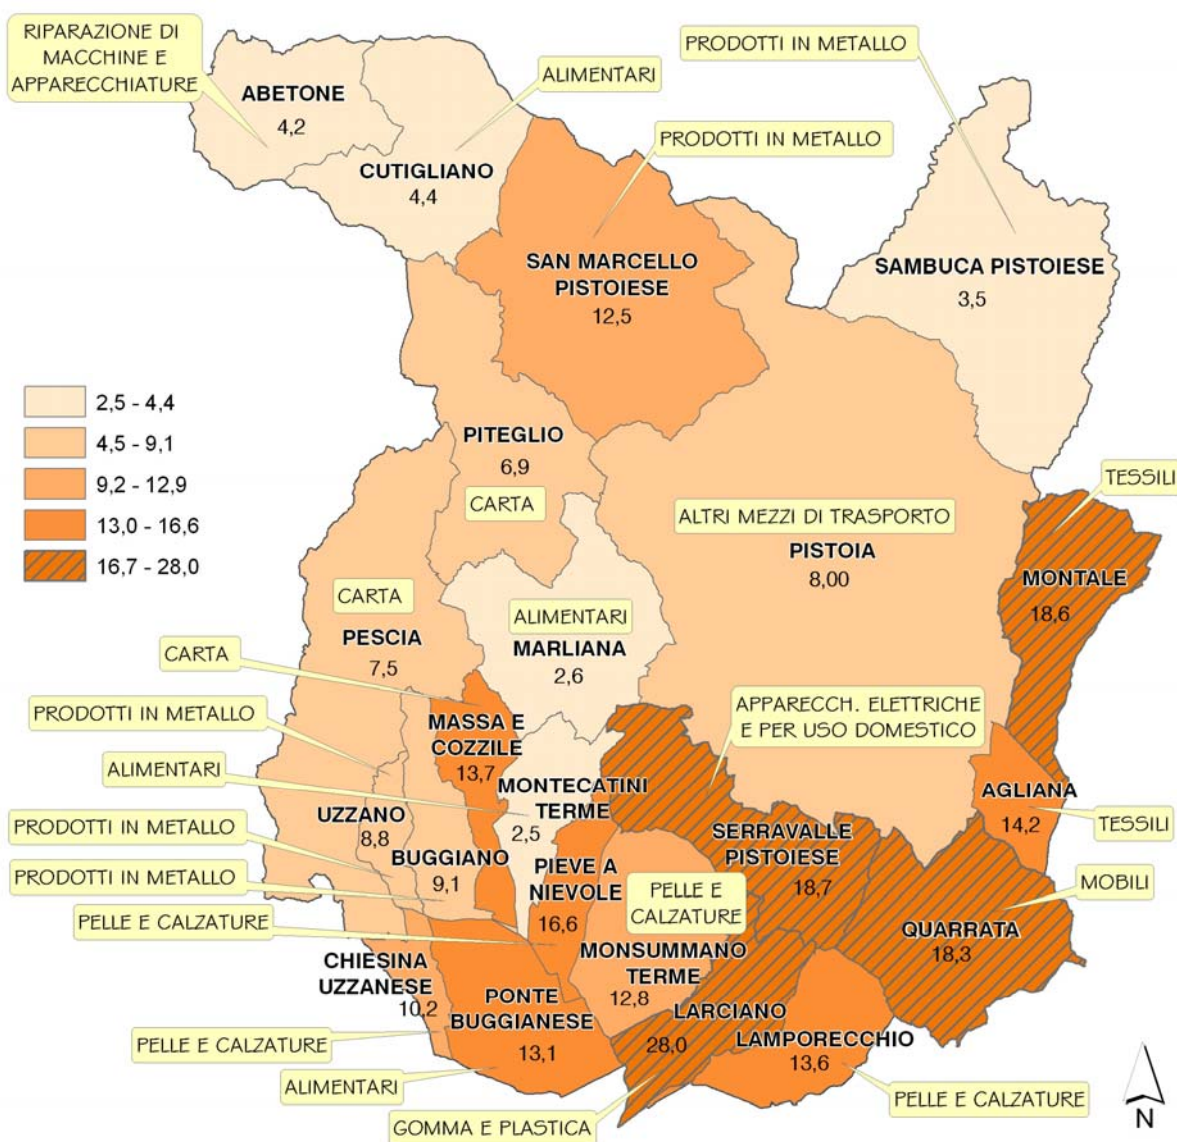 RIPARAZIONE DI
MACCHINE E
APPARECCHIATURE
ABETONE
4,2
ALIMENTARI
CUTIGLIANO
4,4
PRODOTTI IN METALLO
PRODOTTI IN METALLO
SAN MARCELLO
PISTOIESE
12,5
SAMBUCA PISTOIESE
3,5
2,5 - 4,4
4,5 - 9,1
9,2 - 12,9
13,0 - 16,6
16,7 - 28,0
PITEGLIO
6,9
CARTA
TESSILI
ALTRI MEZZI DI TRASPORTO
PISTOIA
8,00
MONTALE
18,6
CARTA
PESCIA
7,5
ALIMENTARI
MARLIANA
2,6
CARTA
APPARECCH. ELETTRICHE
E PER USO DOMESTICO
PRODOTTI IN METALLO
MASSA E
COZZILE
13,7
ALIMENTARI
MONTECATINI
TERME
2,5
AGLIANA
14,2
TESSILI
UZZANO
8,8
PRODOTTI IN METALLO
BUGGIANO
9,1
SERRAVALLE
PISTOIESE
18,7
PIEVE A
NIEVOLE
16,6
PRODOTTI IN METALLO
PELLE E
CALZATURE
MOBILI
PELLE E CALZATURE
QUARRATA
18,3
MONSUMMANO
TERME
12,8
CHIESINA
UZZANESE
10,2
PONTE
BUGGIANESE
13,1
LARCIANO
28,0
LAMPORECCHIO
13,6
PELLE E CALZATURE
ALIMENTARI
PELLE E CALZATURE
GOMMA E PLASTICA
N